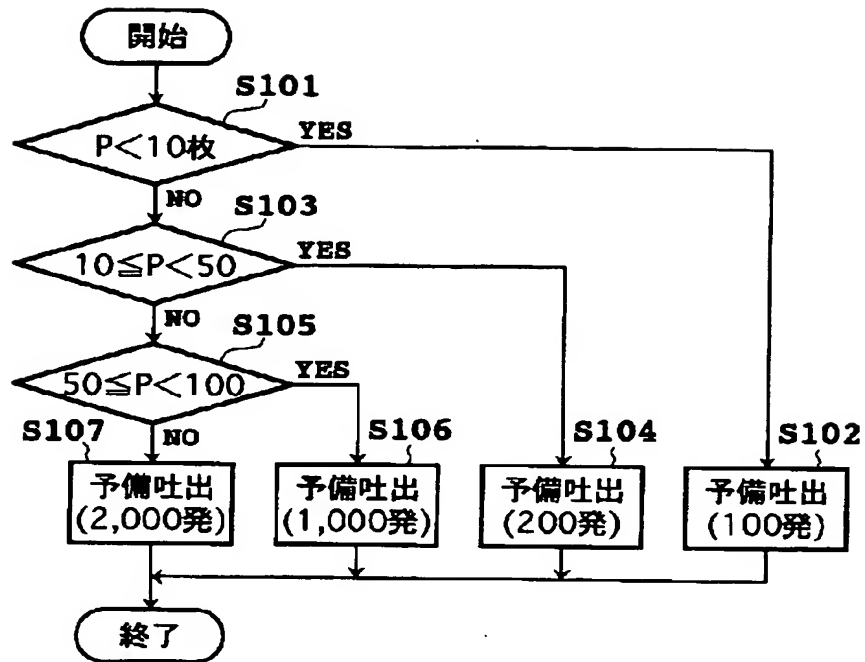 開始
S101
P<10枚
YES
NO
S103
10≦P<50
YES
NO
S105
50≦P<100
YES
NO
S107
予備吐出
(2,000発)
S106
予備吐出
(1,000発)
S104
予備吐出
(200発)
S102
予備吐出
(100発)
終了